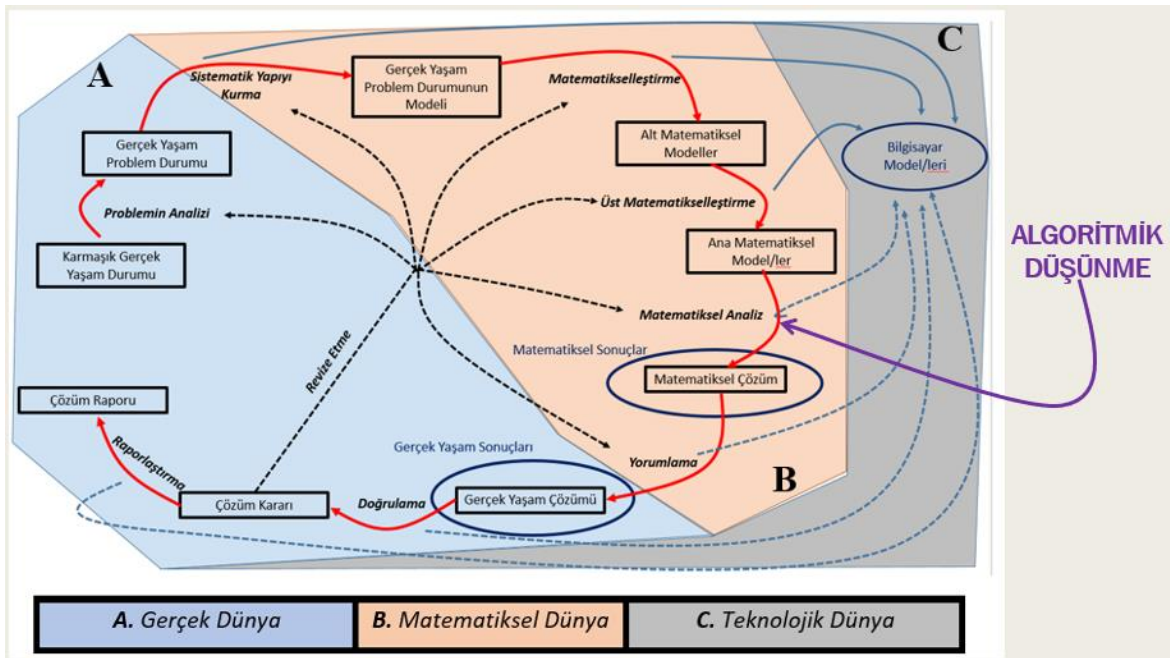 A
C
Sistematik Yapıyı
Kurma
Gerçek Yaşam
Problem Durumunun
Modeli
Matematikselleştirme
Gerçek Yaşam
Problem Durumu
Alt Matematiksel
Modeller
Bilgisayar
Model/leri
Problemin Analizi
Üst Matematikselleştirme
Karmaşık Gerçek
Yaşam Durumu
Ana Matematiksel
Model/ler
ALGORİTMİK
DÜŞÜNME
Matematiksel Analiz
Revize Etme
Matematiksel Sonuçlar
Matematiksel Çözüm
Çözüm Raporu
Raporlaştırma
Gerçek Yaşam Sonuçları
Yorumlama
B
Çözüm Kararı
Doğrulama
Gerçek Yaşam Çözümü
A. Gerçek Dünya
B. Matematiksel Dünya
C. Teknolojik Dünya